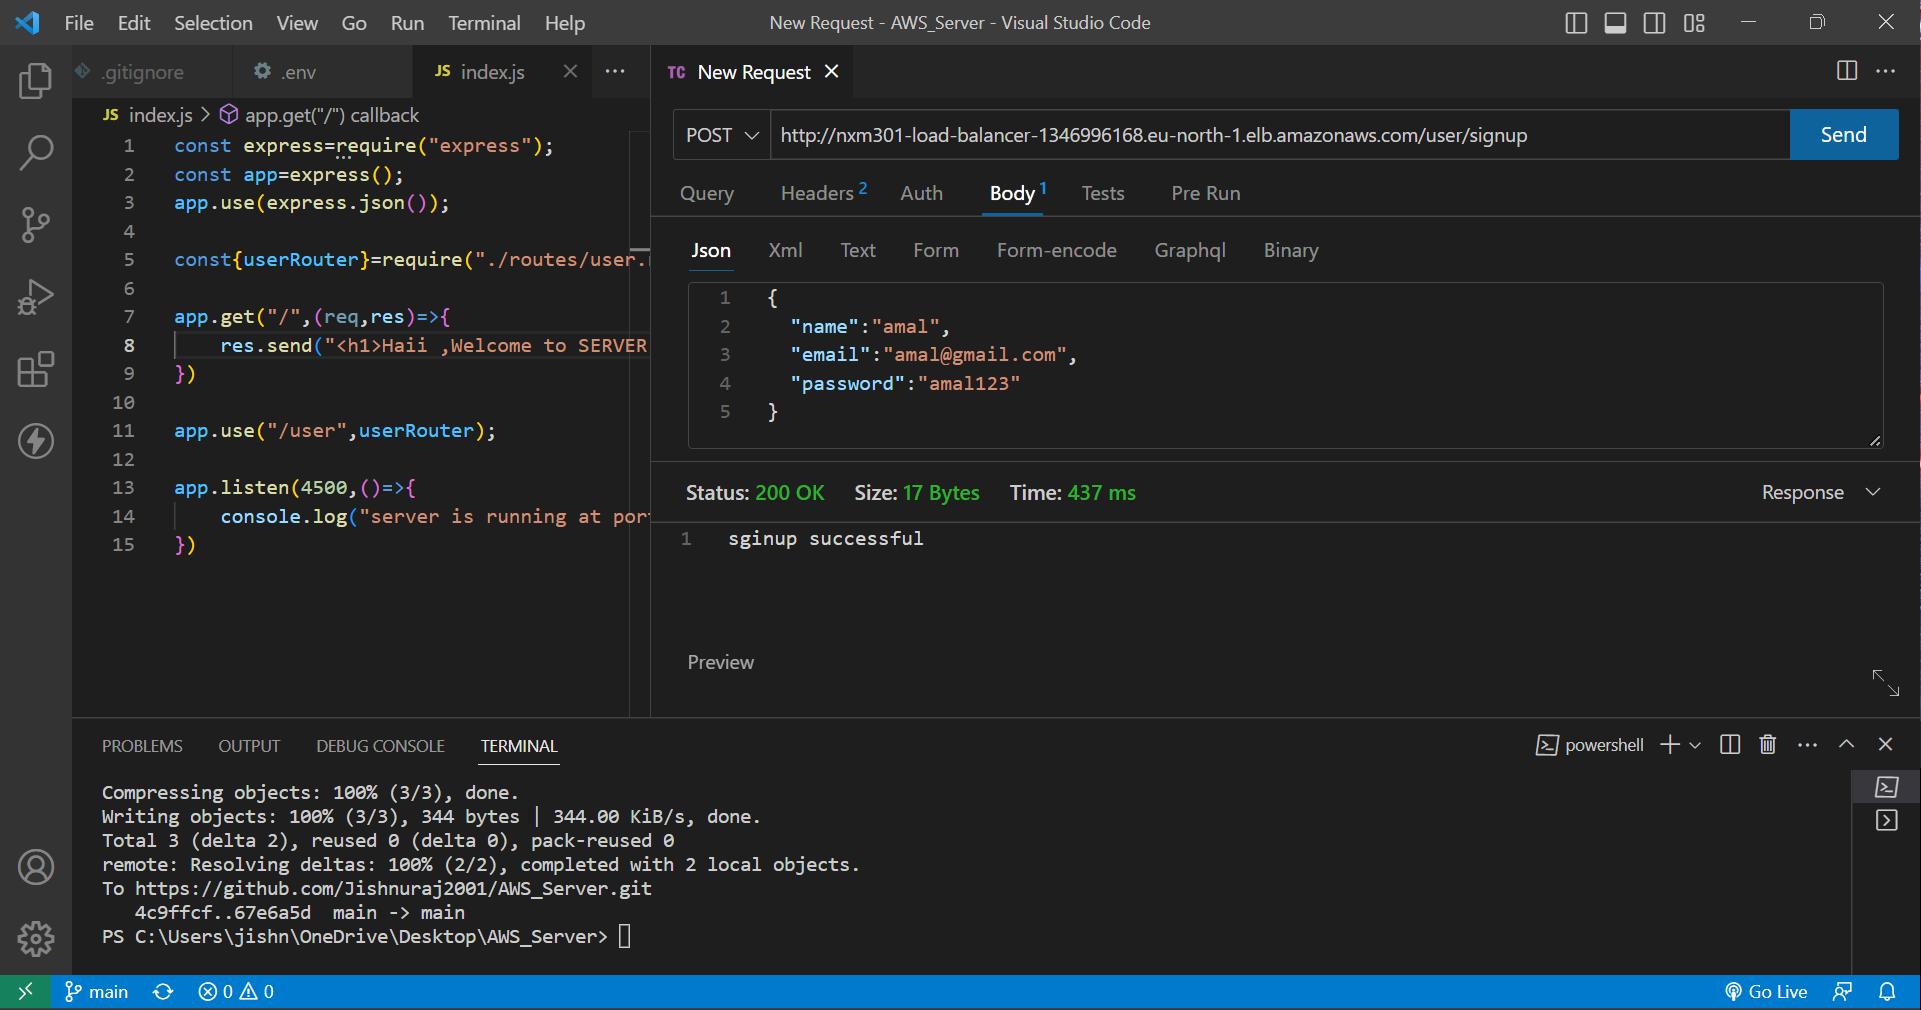 File Edit Selection View Go Run Terminal Help
New Request - AWS_Server - Visual Studio Code
.gitignore
.env
JS index.js
TC New Request
JS index.js > app.get("/") callback
1 const express=require("express");
2 const app=express();
3 app.use(express.json());
4
5 const{userRouter}=require("./routes/user.
6
7 app.get("/",(req,res)=>{
8 res.send("<h1>Haii ,Welcome to SERVER
9 })
10
11 app.use("/user",userRouter);
12
13 app.listen(4500,()=>{
14 console.log("server is running at por
15 })
POST http://nxm301-load-balancer-1346996168.eu-north-1.elb.amazonaws.com/user/signup Send
Query Headers 2 Auth Body 1 Tests Pre Run
Json Xml Text Form Form-encode Graphql Binary
1 {
2 "name":"amal",
3 "email":"amal@gmail.com",
4 "password":"amal123"
5 }
Status: 200 OK Size: 17 Bytes Time: 437 ms Response
1 sginup successful
Preview
PROBLEMS OUTPUT DEBUG CONSOLE TERMINAL powershell
Compressing objects: 100% (3/3), done.
Writing objects: 100% (3/3), 344 bytes | 344.00 KiB/s, done.
Total 3 (delta 2), reused 0 (delta 0), pack-reused 0
remote: Resolving deltas: 100% (2/2), completed with 2 local objects.
To https://github.com/Jishnuraj2001/AWS_Server.git
4c9ffcf..67e6a5d main -> main
PS C:\Users\jishn\OneDrive\Desktop\AWS_Server>
main 0 0 Go Live